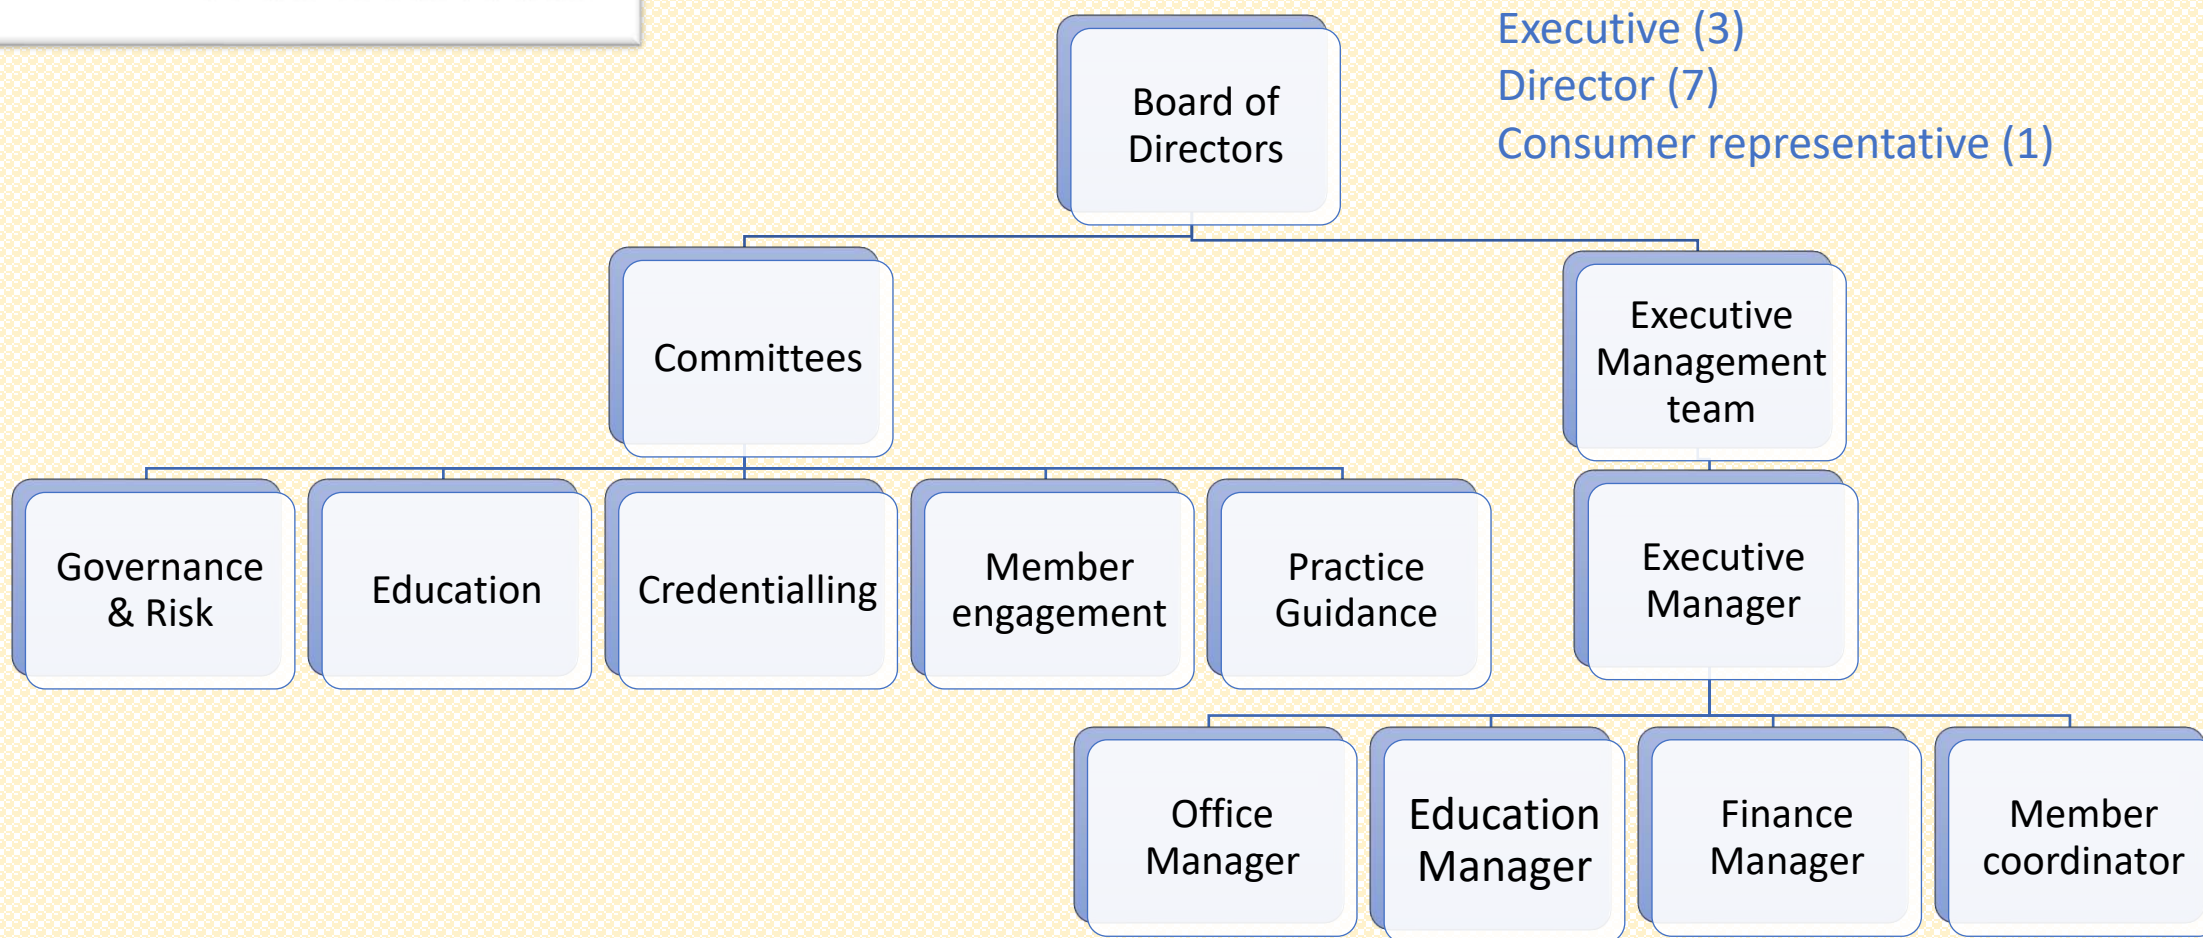 Executive (3)
Director (7)
Consumer representative (1)
Board of
Directors
Committees
Executive
Management
team
Governance
& Risk
Education
Credentialling
Member
engagement
Practice
Guidance
Executive
Manager
Office
Manager
Education
Manager
Finance
Manager
Member
coordinator